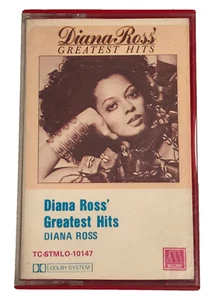 Diana Ross'
GREATEST HITS
Diana Ross'
Greatest Hits
DIANA ROSS
TC-STMLO-10147
DOLBY SYSTEM